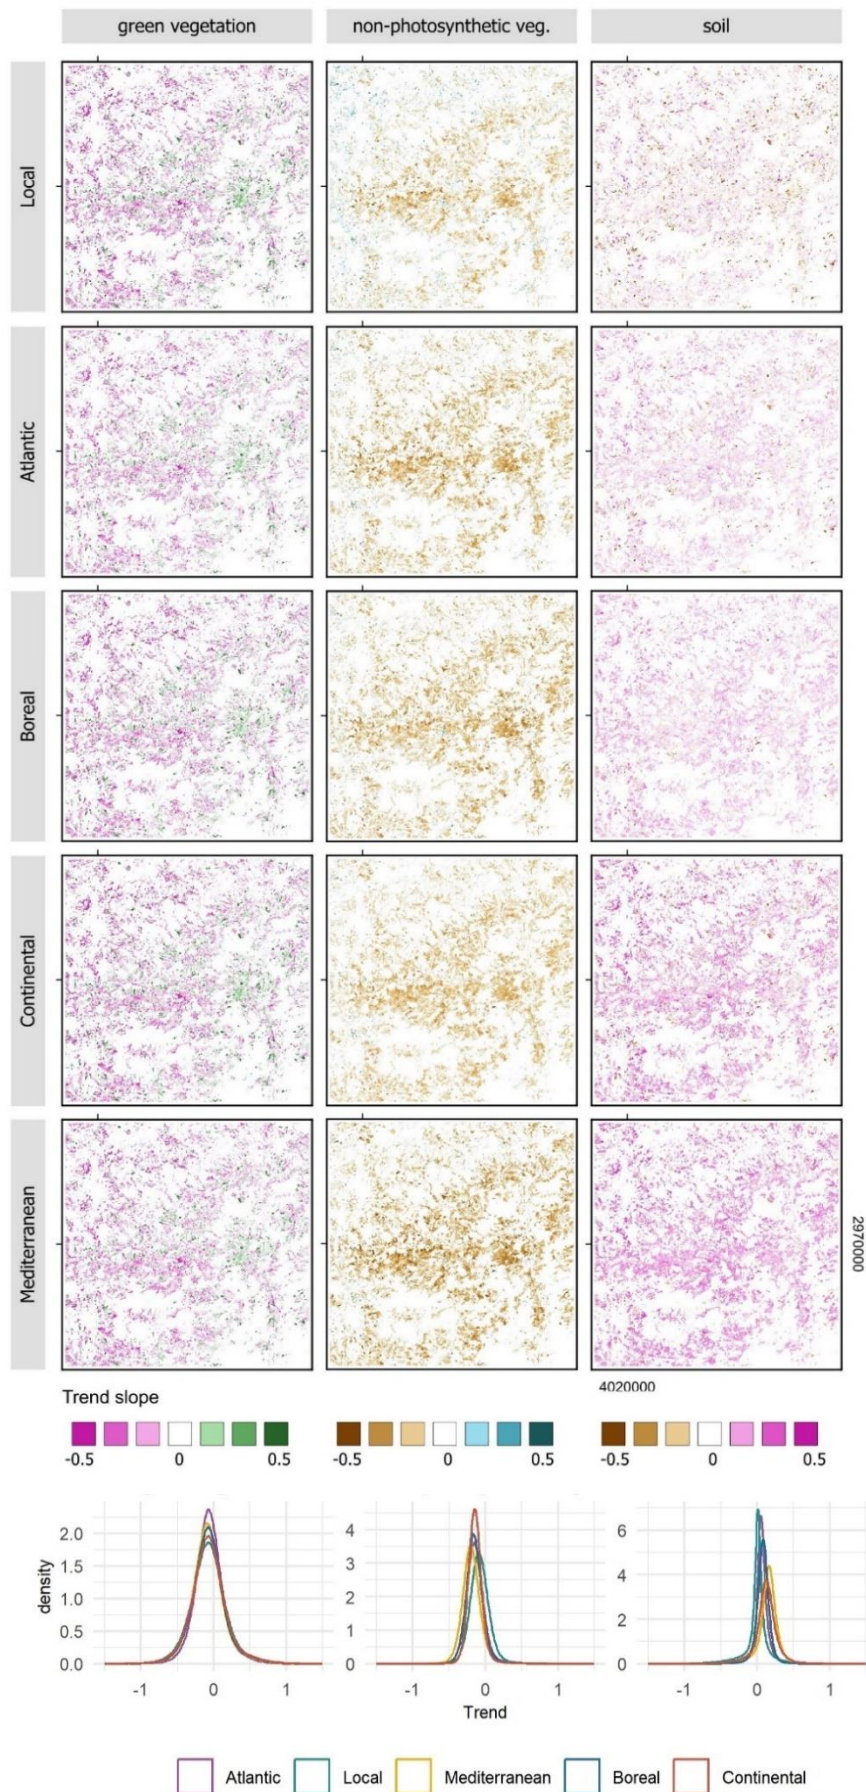 green vegetation non-photosynthetic veg. soil
Local
Atlantic
Boreal
Continental
Mediterranean
2970000
4020000
Trend slope
-0.5 0 0.5 -0.5 0 0.5 -0.5 0 0.5
density
2.0
1.5
1.0
0.5
0.0
4
3
2
1
0
6
4
2
0
-1 0 1 -1 0 1 -1 0 1
Trend
Atlantic Local Mediterranean Boreal Continental